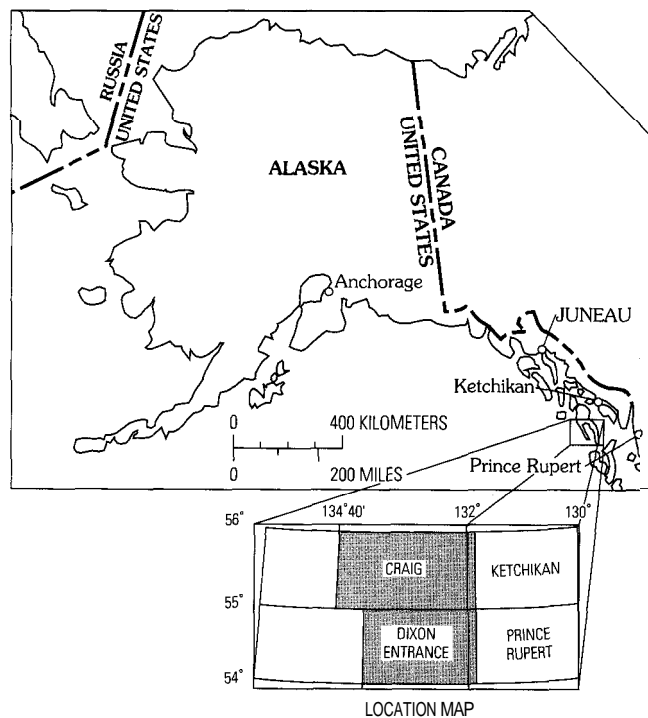 RUSSIA
UNITED STATES
ALASKA
CANADA
UNITED STATES
Anchorage
JUNEAU
Ketchikan
0 400 KILOMETERS
0 200 MILES
Prince Rupert
134°40' 132° 130°
56°
CRAIG
KETCHIKAN
55°
DIXON
ENTRANCE
PRINCE
RUPERT
54°
LOCATION MAP